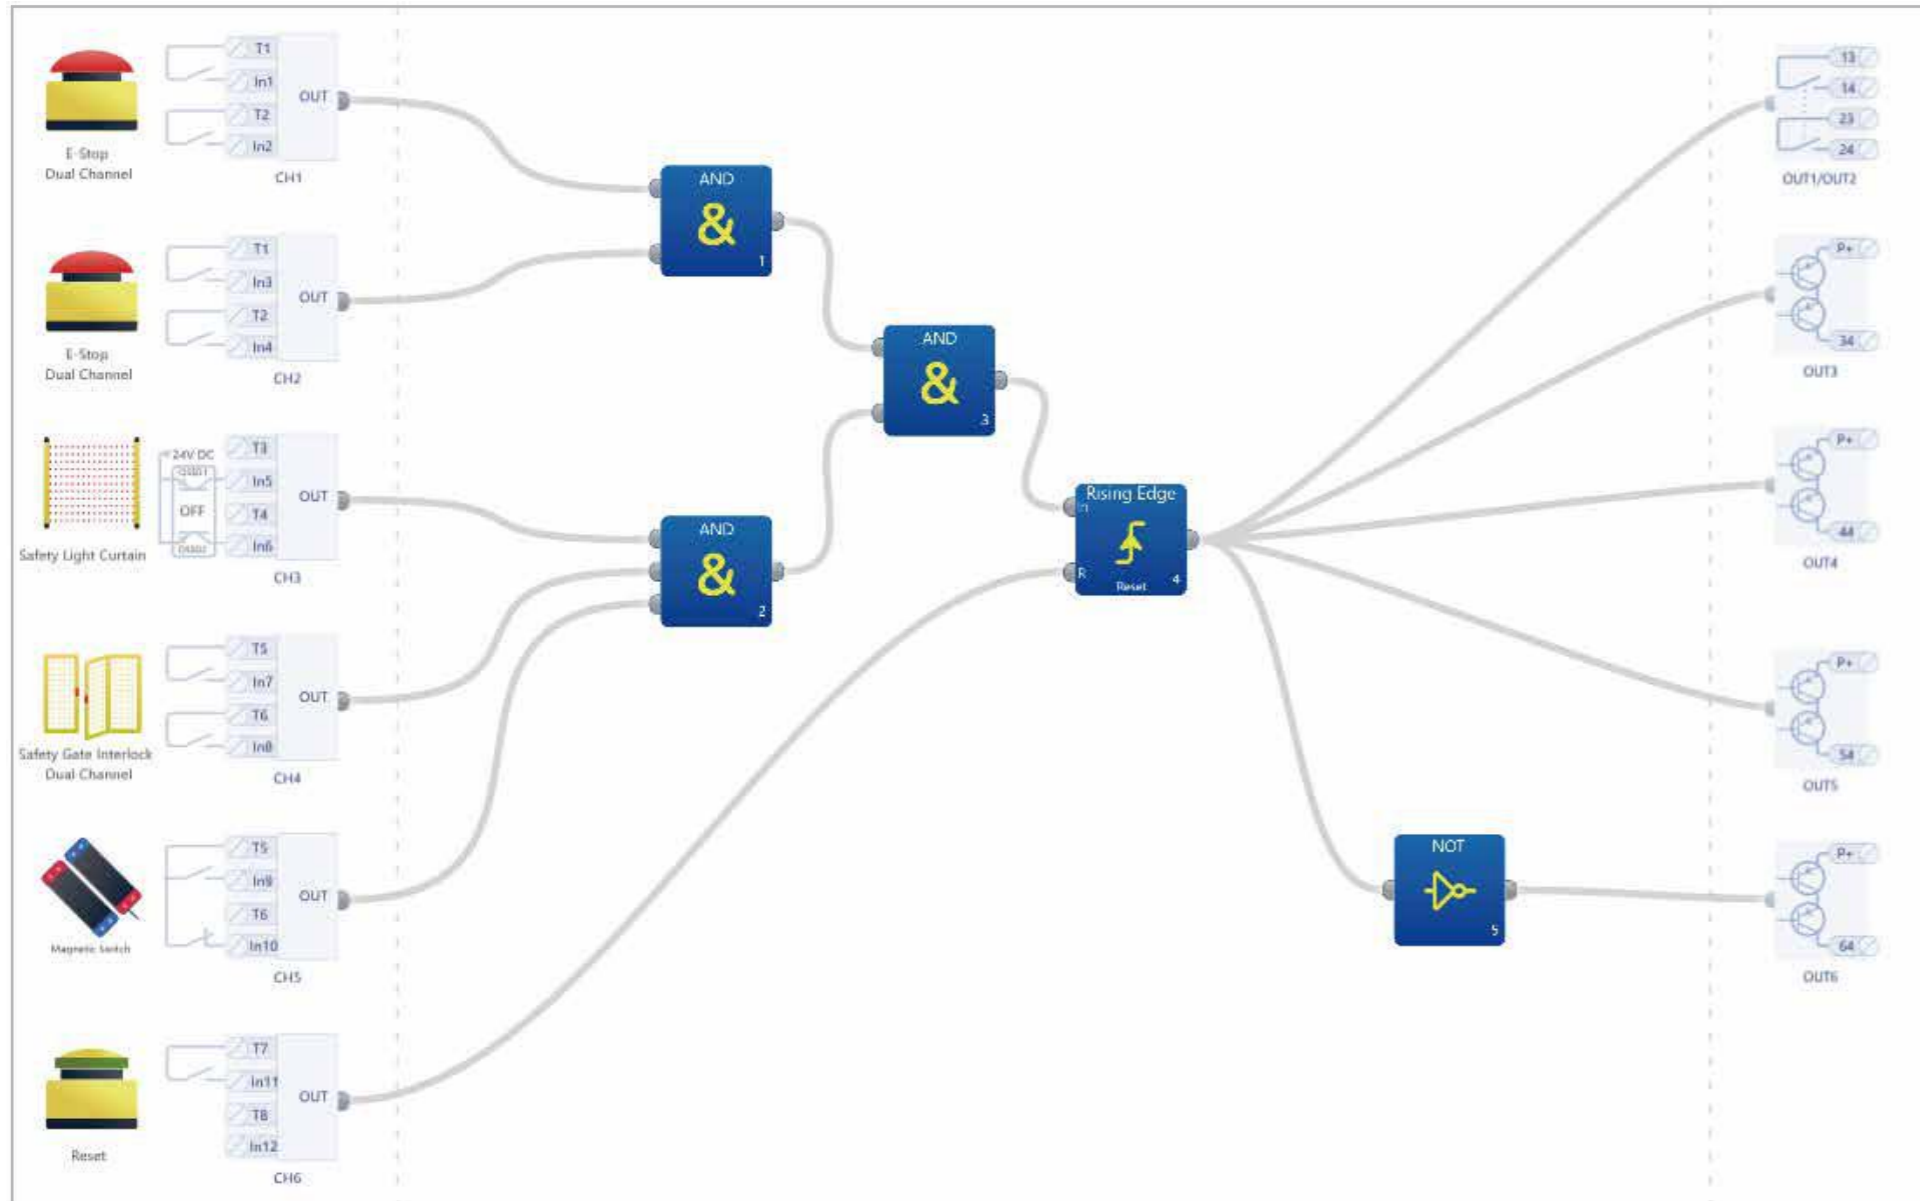 T1
In1
T2
In2
OUT
E-Stop
Dual Channel
CH1
T1
In3
T2
In4
OUT
E-Stop
Dual Channel
CH2
24V DC
OSSD1
OFF
OSSD2
T3
In5
T4
In6
OUT
Safety Light Curtain
CH3
T5
In7
T6
In8
OUT
Safety Gate Interlock
Dual Channel
CH4
T5
In9
T6
In10
OUT
Magnetic Switch
CH5
T7
In11
T8
In12
OUT
Reset
CH6
AND
&
1
AND
&
2
AND
&
3
Rising Edge
In
R
Reset
4
NOT
5
13
14
23
24
OUT1/OUT2
P+
34
OUT3
P+
44
OUT4
P+
54
OUT5
P+
64
OUT6